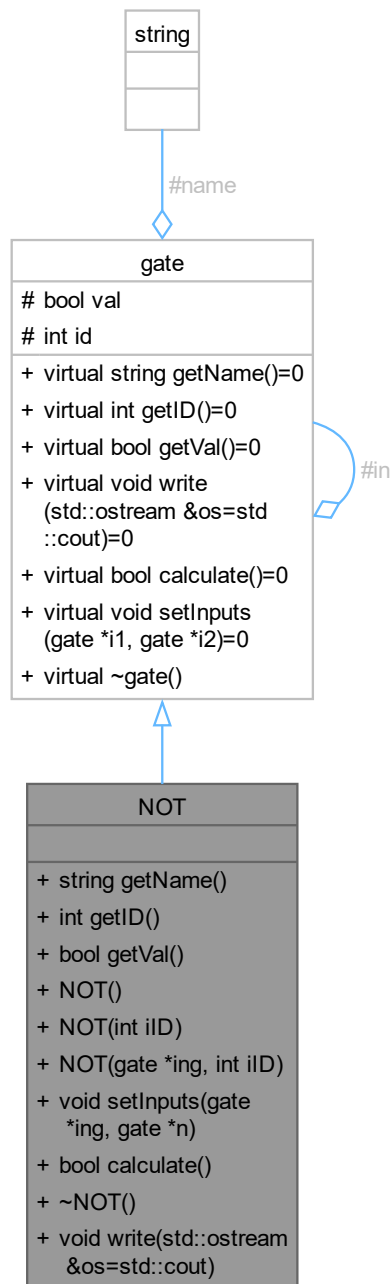 string
#name
gate
# bool val
# int id
+ virtual string getName()=0
+ virtual int getID()=0
+ virtual bool getVal()=0
+ virtual void write
(std::ostream &os=std
::cout)=0
+ virtual bool calculate()=0
+ virtual void setInputs
(gate *i1, gate *i2)=0
+ virtual ~gate()
#in
NOT
+ string getName()
+ int getID()
+ bool getVal()
+ NOT()
+ NOT(int iID)
+ NOT(gate *ing, int iID)
+ void setInputs(gate
*ing, gate *n)
+ bool calculate()
+ ~NOT()
+ void write(std::ostream
&os=std::cout)